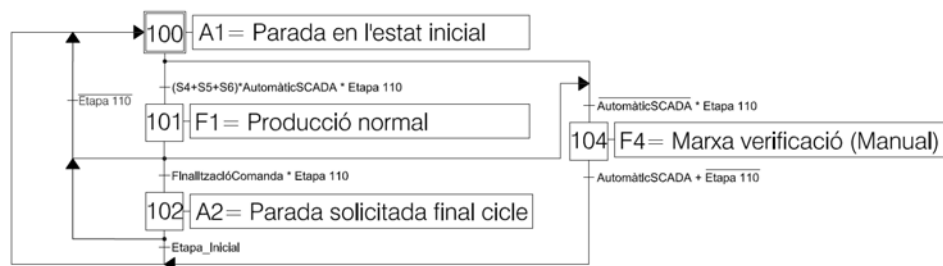 100 A1= Parada en l'estat inicial
(S4+S5+S6)*AutomàticSCADA * Etapa 110
Etapa 110
AutomàticSCADA * Etapa 110
101 F1= Producció normal
104 F4= Marxa verificació (Manual)
FInalItzacIóComanda * Etapa 110
AutomàticSCADA + Etapa 110
102 A2= Parada solicitada final cicle
Etapa_Inicial